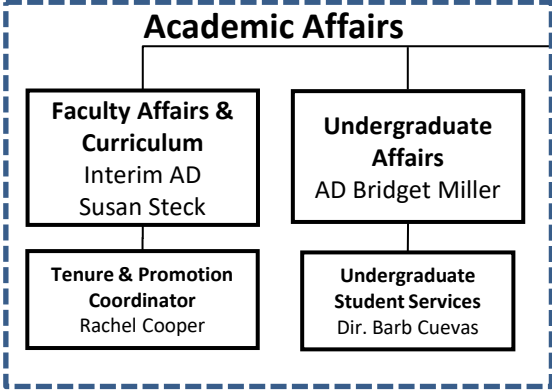 Academic Affairs
Faculty Affairs &
Curriculum
Interim AD
Susan Steck
Undergraduate
Affairs
AD Bridget Miller
Tenure & Promotion
Coordinator
Rachel Cooper
Undergraduate
Student Services
Dir. Barb Cuevas